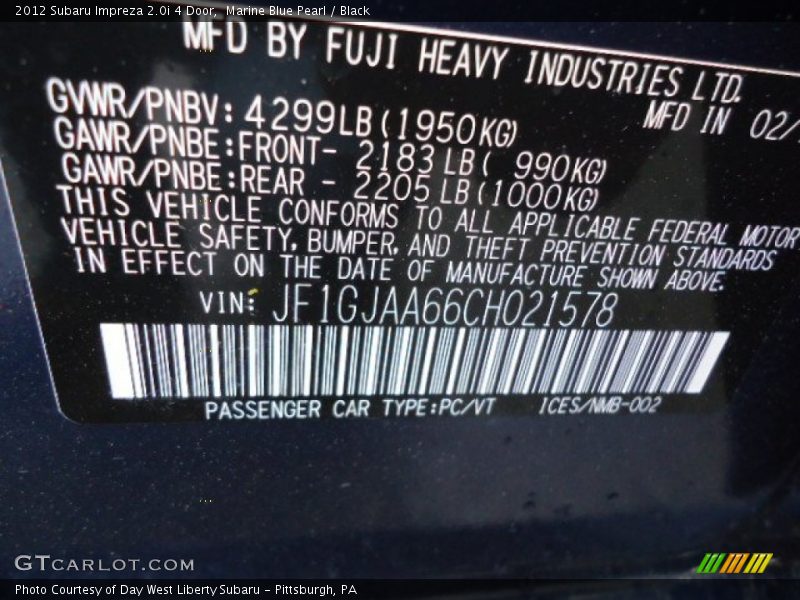 2012 Subaru Impreza 2.0i 4 Door, Marine Blue Pearl / Black
MFD BY FUJI HEAVY INDUSTRIES LTD.
MFD IN 02/
GVWR/PNBV: 4299LB(1950KG)
GAWR/PNBE:FRONT- 2183LB( 990KG)
GAWR/PNBE:REAR - 2205LB(1000KG)
THIS VEHICLE CONFORMS TO ALL APPLICABLE FEDERAL MOTOR
VEHICLE SAFETY, BUMPER, AND THEFT PREVENTION STANDARDS
IN EFFECT ON THE DATE OF MANUFACTURE SHOWN ABOVE.
VIN: JF1GJAA66CH021578
PASSENGER CAR TYPE:PC/VT ICES/NMB-002
GTCARLOT.COM
Photo Courtesy of Day West Liberty Subaru - Pittsburgh, PA